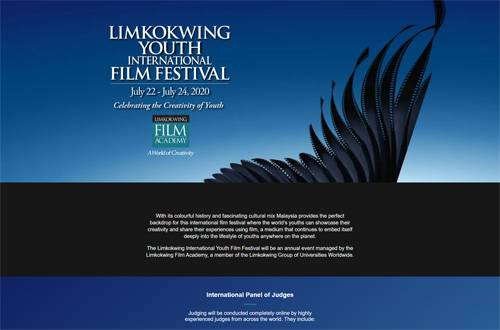 LIMKOKWING
YOUTH
INTERNATIONAL
FILM FESTIVAL
July 22 - July 24, 2020
Celebrating the Creativity of Youth
LIMKOKWING
FILM
ACADEMY
A World of Creativity
With its colourful history and fascinating cultural mix Malaysia provides the perfect
backdrop for this international film festival where the world's youths can showcase their
creativity and share their experiences using film, a medium that continues to embed itself
deeply into the lifestyle of youths anywhere on the planet.
The Limkokwing International Youth Film Festival will be an annual event managed by the
Limkokwing Film Academy, a member of the Limkokwing Group of Universities Worldwide.
International Panel of Judges
Judging will be conducted completely online by highly
experienced judges from across the world. They include: